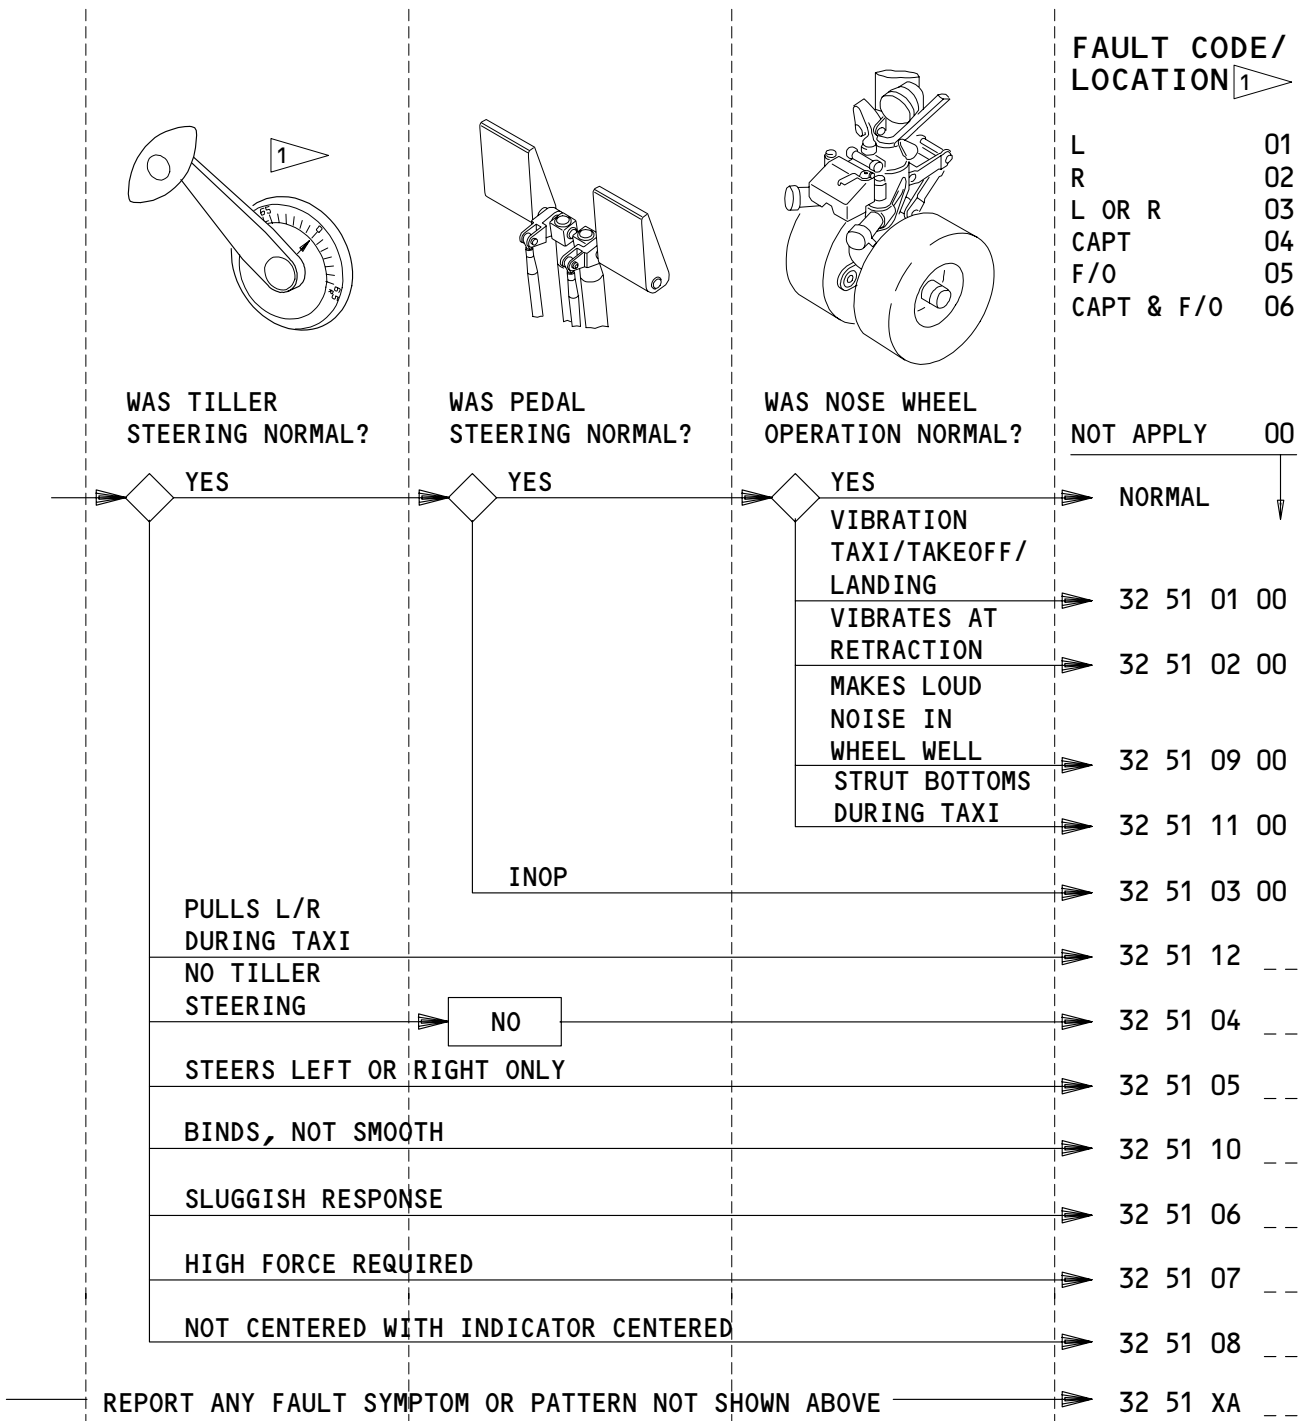 FAULT CODE/
LOCATION 1
1
L 01
R 02
L OR R 03
CAPT 04
F/O 05
CAPT & F/O 06
NOT APPLY 00
0
65
65
WAS TILLER
STEERING NORMAL?
WAS PEDAL
STEERING NORMAL?
WAS NOSE WHEEL
OPERATION NORMAL?
YES
YES
YES
NORMAL
VIBRATION
TAXI/TAKEOFF/
LANDING
32 51 01 00
VIBRATES AT
RETRACTION
32 51 02 00
MAKES LOUD
NOISE IN
WHEEL WELL
32 51 09 00
STRUT BOTTOMS
DURING TAXI
32 51 11 00
INOP
32 51 03 00
PULLS L/R
DURING TAXI
32 51 12 _ _
NO TILLER
STEERING
NO
32 51 04 _ _
STEERS LEFT OR RIGHT ONLY
32 51 05 _ _
BINDS, NOT SMOOTH
32 51 10 _ _
SLUGGISH RESPONSE
32 51 06 _ _
HIGH FORCE REQUIRED
32 51 07 _ _
NOT CENTERED WITH INDICATOR CENTERED
32 51 08 _ _
REPORT ANY FAULT SYMPTOM OR PATTERN NOT SHOWN ABOVE
32 51 XA _ _